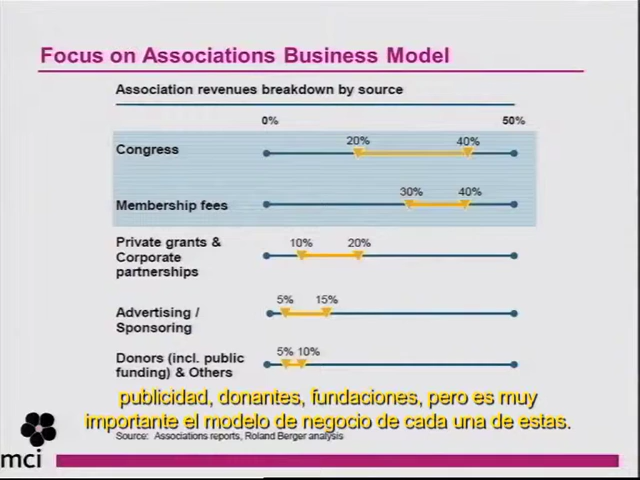 Focus on Associations Business Model
Association revenues breakdown by source
0% 50%
20% 40%
Congress
30% 40%
Membership fees
10% 20%
Private grants &
Corporate
partnerships
5% 15%
Advertising /
Sponsoring
5% 10%
Donors (incl. public
funding) & Others
publicidad, donantes, fundaciones, pero es muy
importante el modelo de negocio de cada una de estas.
Source: Associations reports, Roland Berger analysis
mci